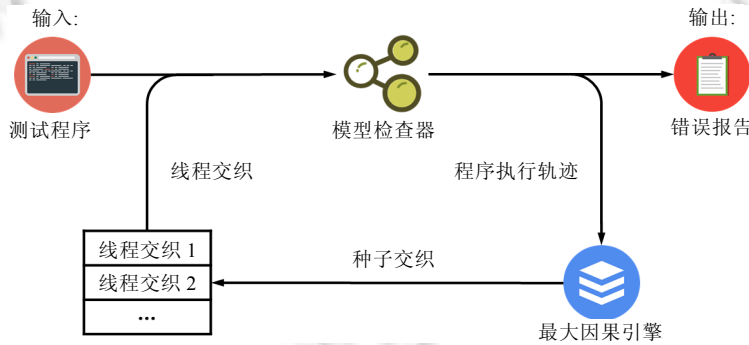 输入:
输出:
测试程序
模型检查器
错误报告
线程交织
程序执行轨迹
线程交织 1
种子交织
线程交织 2
...
最大因果引擎